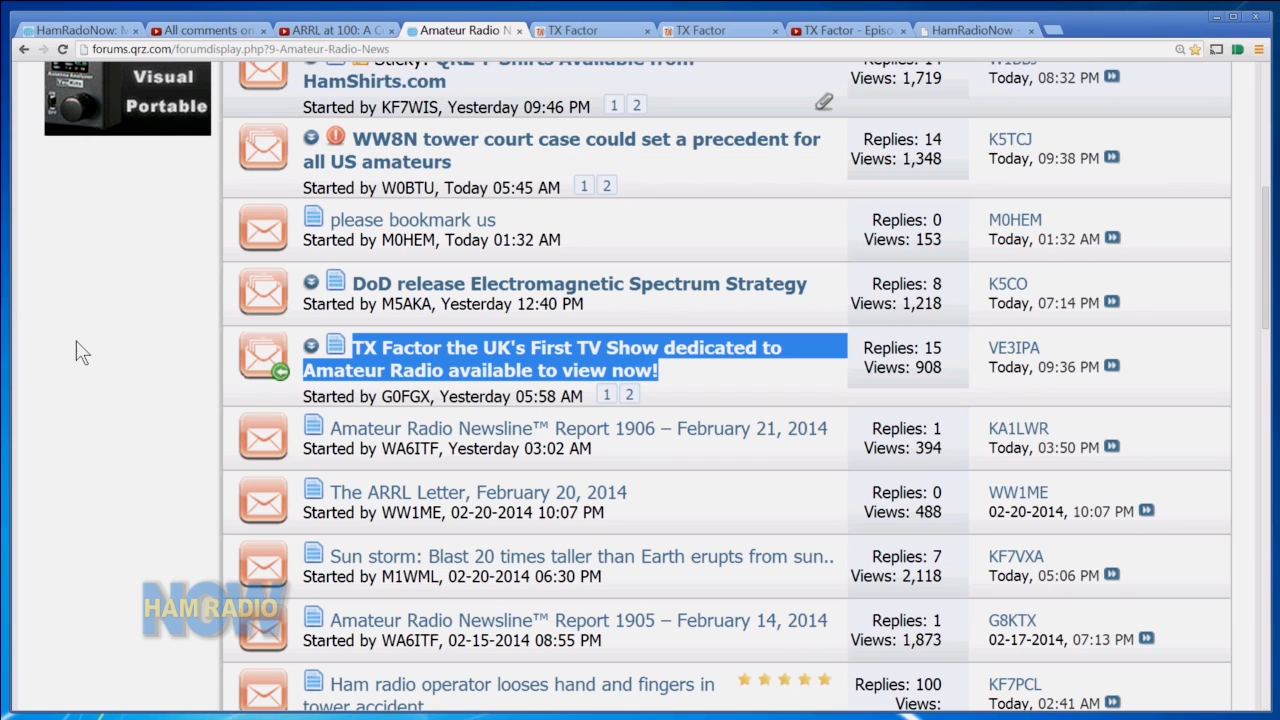 HamRadoNow: M
All comments on
ARRL at 100: A C
Amateur Radio N
TX Factor
TX Factor
TX Factor - Episo
HamRadioNow -
forums.qrz.com/forumdisplay.php?9-Amateur-Radio-News
Visual
Portable
Sticky: QRZ T-Shirts Available from
HamShirts.com
Started by KF7WIS, Yesterday 09:46 PM 1 2
Views: 1,719
Today, 08:32 PM
WW8N tower court case could set a precedent for
all US amateurs
Started by W0BTU, Today 05:45 AM 1 2
Replies: 14
Views: 1,348
K5TCJ
Today, 09:38 PM
please bookmark us
Started by M0HEM, Today 01:32 AM
Replies: 0
Views: 153
M0HEM
Today, 01:32 AM
DoD release Electromagnetic Spectrum Strategy
Started by M5AKA, Yesterday 12:40 PM
Replies: 8
Views: 1,218
K5CO
Today, 07:14 PM
TX Factor the UK's First TV Show dedicated to
Amateur Radio available to view now!
Started by G0FGX, Yesterday 05:58 AM 1 2
Replies: 15
Views: 908
VE3IPA
Today, 09:36 PM
Amateur Radio Newsline™ Report 1906 – February 21, 2014
Started by WA6ITF, Yesterday 03:02 AM
Replies: 1
Views: 394
KA1LWR
Today, 03:50 PM
The ARRL Letter, February 20, 2014
Started by WW1ME, 02-20-2014 10:07 PM
Replies: 0
Views: 488
WW1ME
02-20-2014, 10:07 PM
Sun storm: Blast 20 times taller than Earth erupts from sun..
Started by M1WML, 02-20-2014 06:30 PM
Replies: 7
Views: 2,118
KF7VXA
Today, 05:06 PM
Amateur Radio Newsline™ Report 1905 – February 14, 2014
Started by WA6ITF, 02-15-2014 08:55 PM
Replies: 1
Views: 1,873
G8KTX
02-17-2014, 07:13 PM
HAM RADIO
NOW
Ham radio operator looses hand and fingers in
tower accident
Replies: 100
Views:
KF7PCL
Today, 02:41 AM